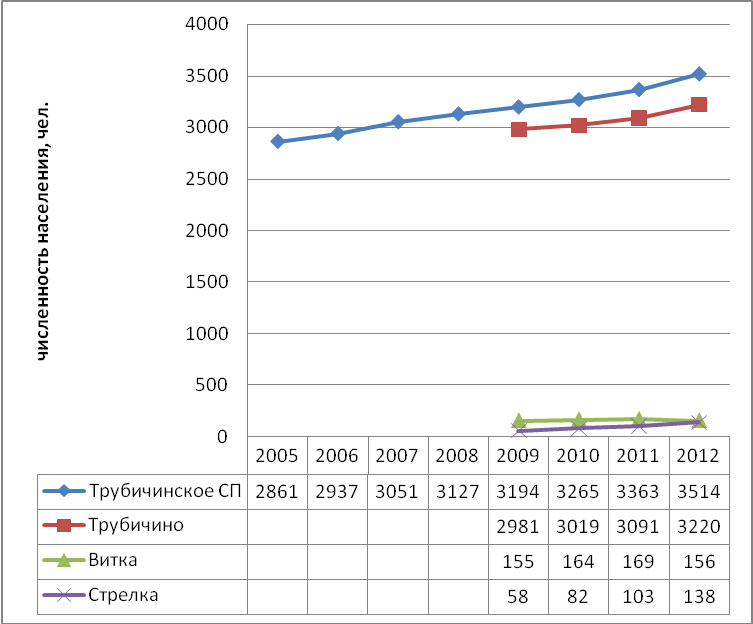 численность населения, чел.
4000
3500
3000
2500
2000
1500
1000
500
0
2005 2006 2007 2008 2009 2010 2011 2012
Трубичинское СП 2861 2937 3051 3127 3194 3265 3363 3514
Трубичино 2981 3019 3091 3220
Витка 155 164 169 156
Стрелка 58 82 103 138